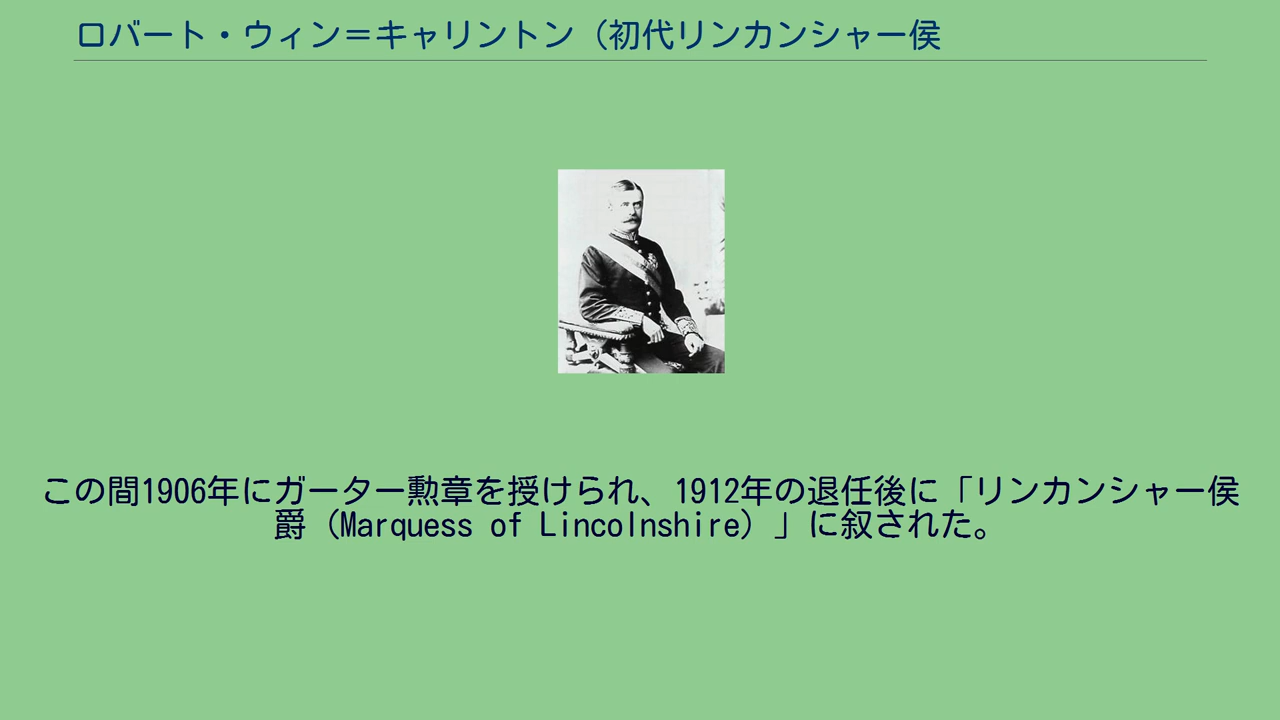 ロバート・ウィン＝キャリントン（初代リンカンシャー侯
この間1906年にガーター勲章を授けられ、1912年の退任後に「リンカンシャー侯
爵（Marquess of Lincolnshire）」に叙された。